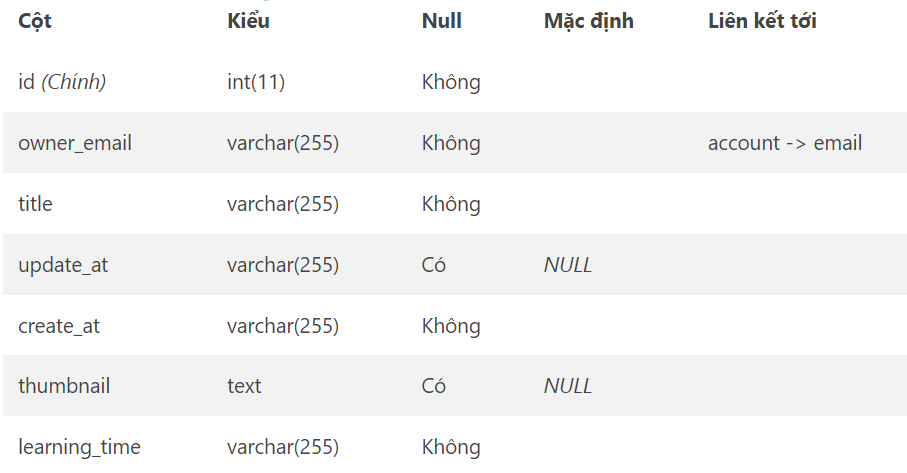 Cột Kiểu Null Mặc định Liên kết tới
id (Chính) int(11) Không
owner_email varchar(255) Không account -> email
title varchar(255) Không
update_at varchar(255) Có NULL
create_at varchar(255) Không
thumbnail text Có NULL
learning_time varchar(255) Không